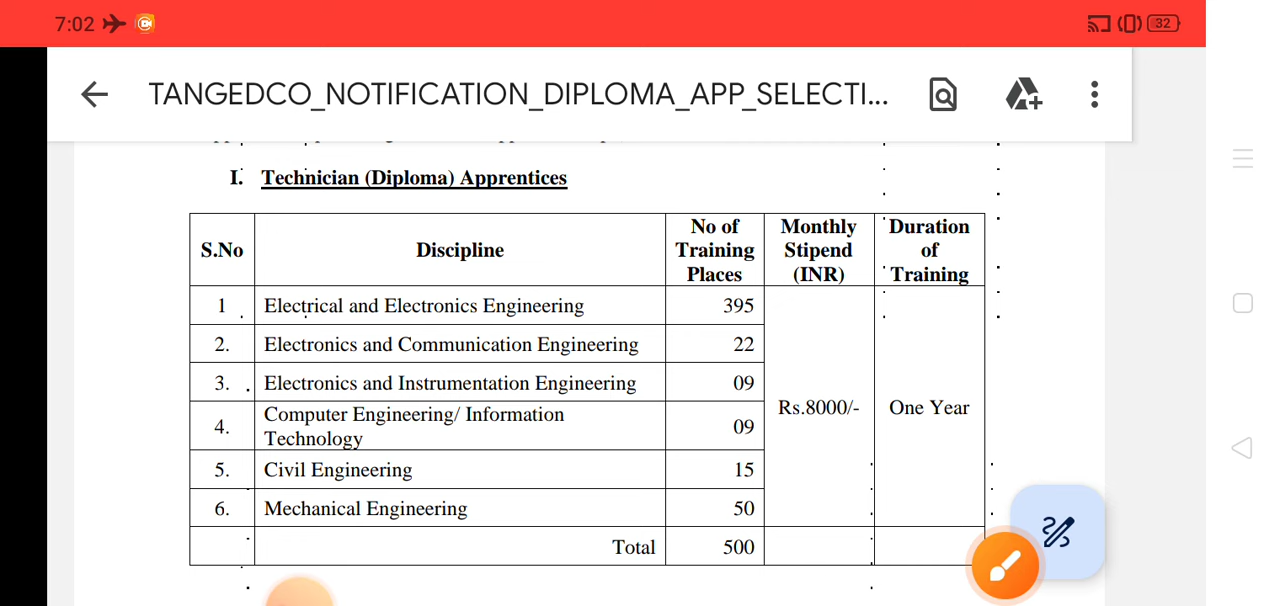 7:02
32
TANGEDCO_NOTIFICATION_DIPLOMA_APP_SELECTI...
I. Technician (Diploma) Apprentices
S.No Discipline No of Training Places Monthly Stipend (INR) Duration of Training
1 Electrical and Electronics Engineering 395
2. Electronics and Communication Engineering 22
3. Electronics and Instrumentation Engineering 09
Rs.8000/- One Year
4. Computer Engineering/ Information
Technology 09
5. Civil Engineering 15
6. Mechanical Engineering 50
Total 500